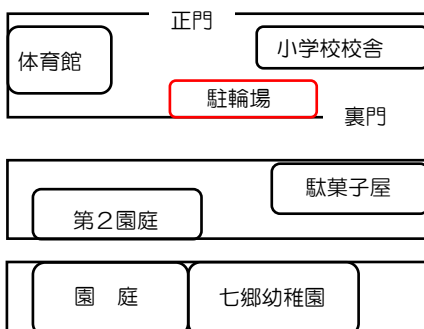 正門
体育館
小学校校舎
駐輪場
裏門
駄菓子屋
第２園庭
園　庭
七郷幼稚園